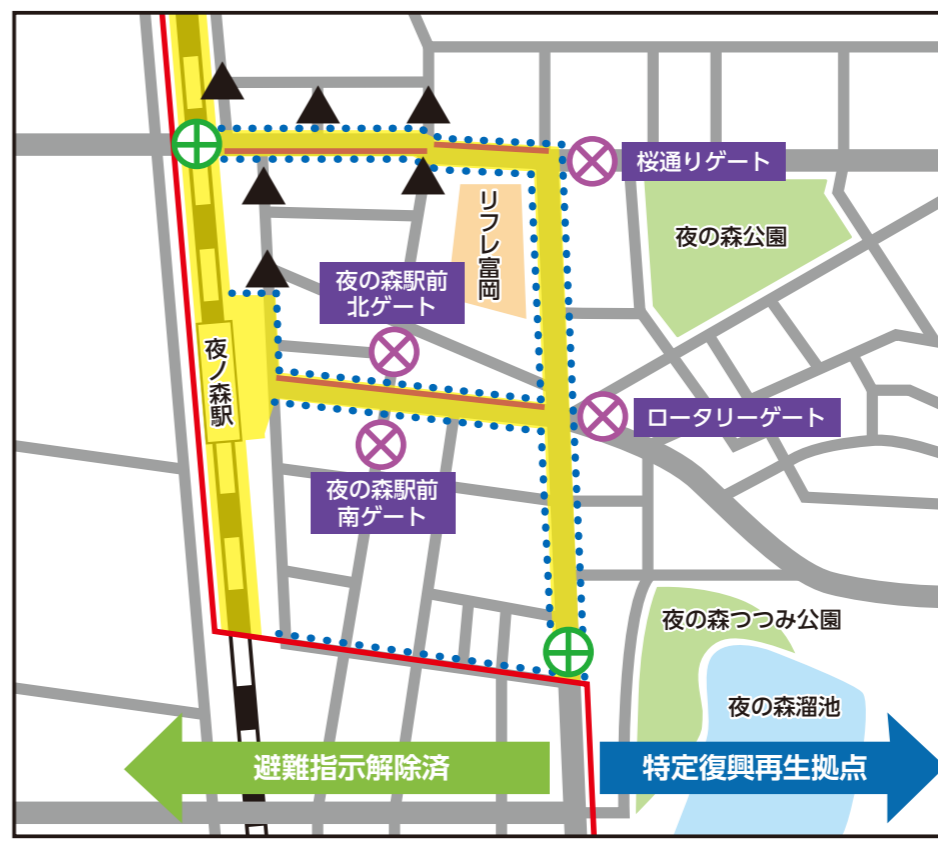 桜通りゲート
夜の森公園
リフレ富岡
夜の森駅前
北ゲート
夜ノ森駅
ロータリーゲート
夜の森駅前
南ゲート
夜の森つつみ公園
夜の森溜池
避難指示解除済
特定復興再生拠点